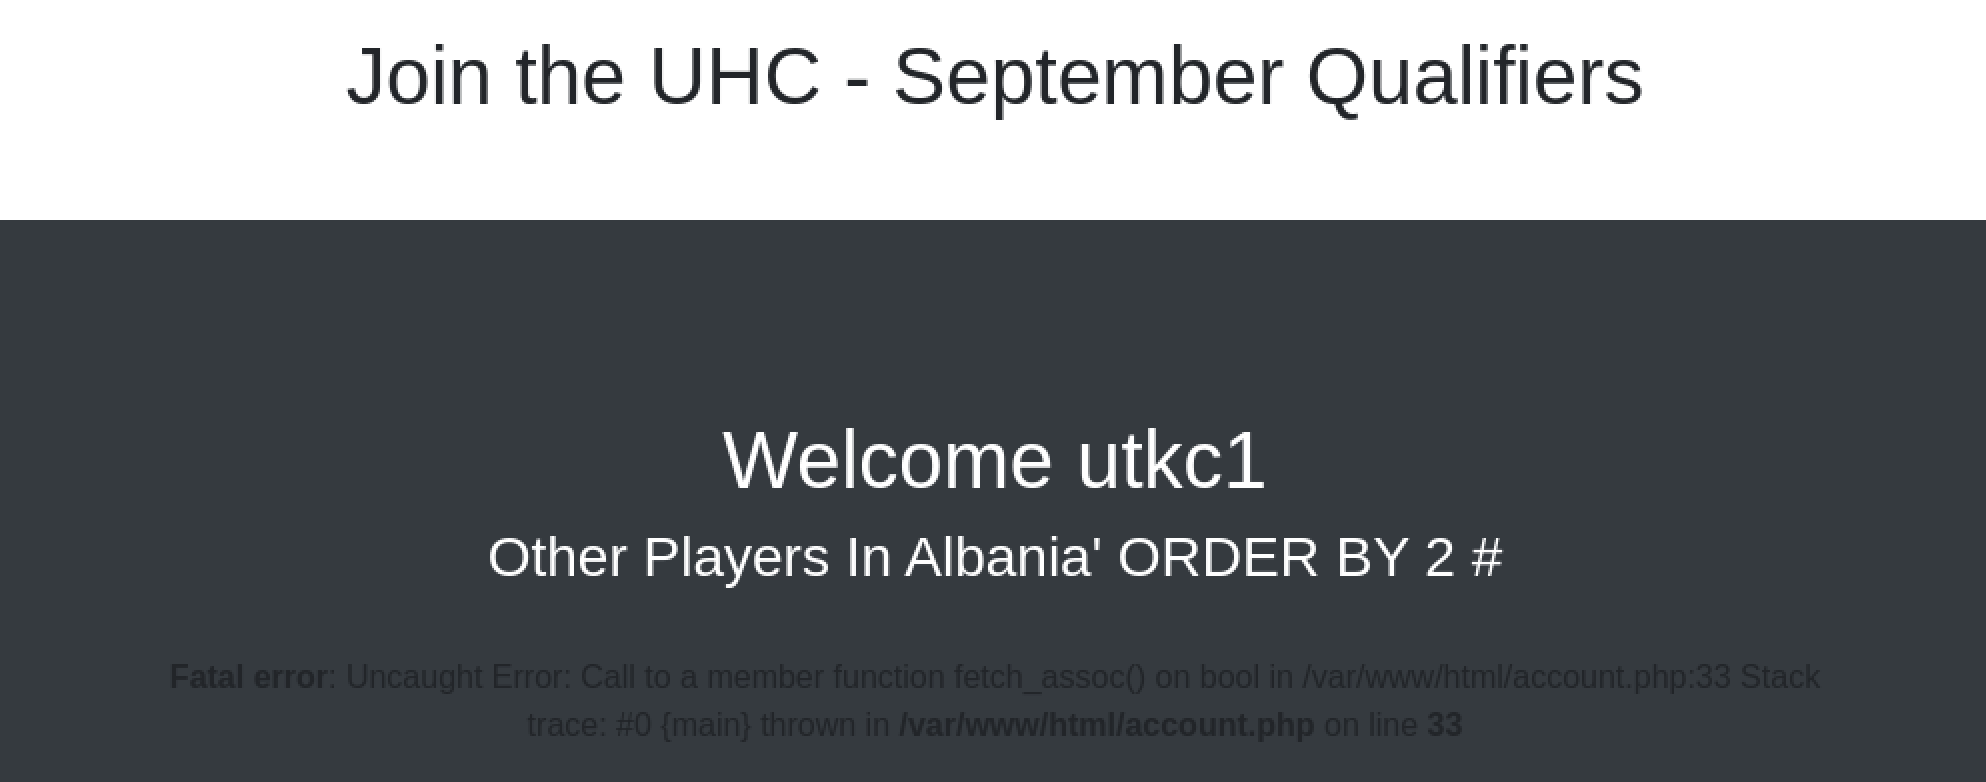 Join the UHC - September Qualifiers
Welcome utkc1
Other Players In Albania' ORDER BY 2 #
Fatal error: Uncaught Error: Call to a member function fetch_assoc() on bool in /var/www/html/account.php:33 Stack
trace: #0 {main} thrown in /var/www/html/account.php on line 33